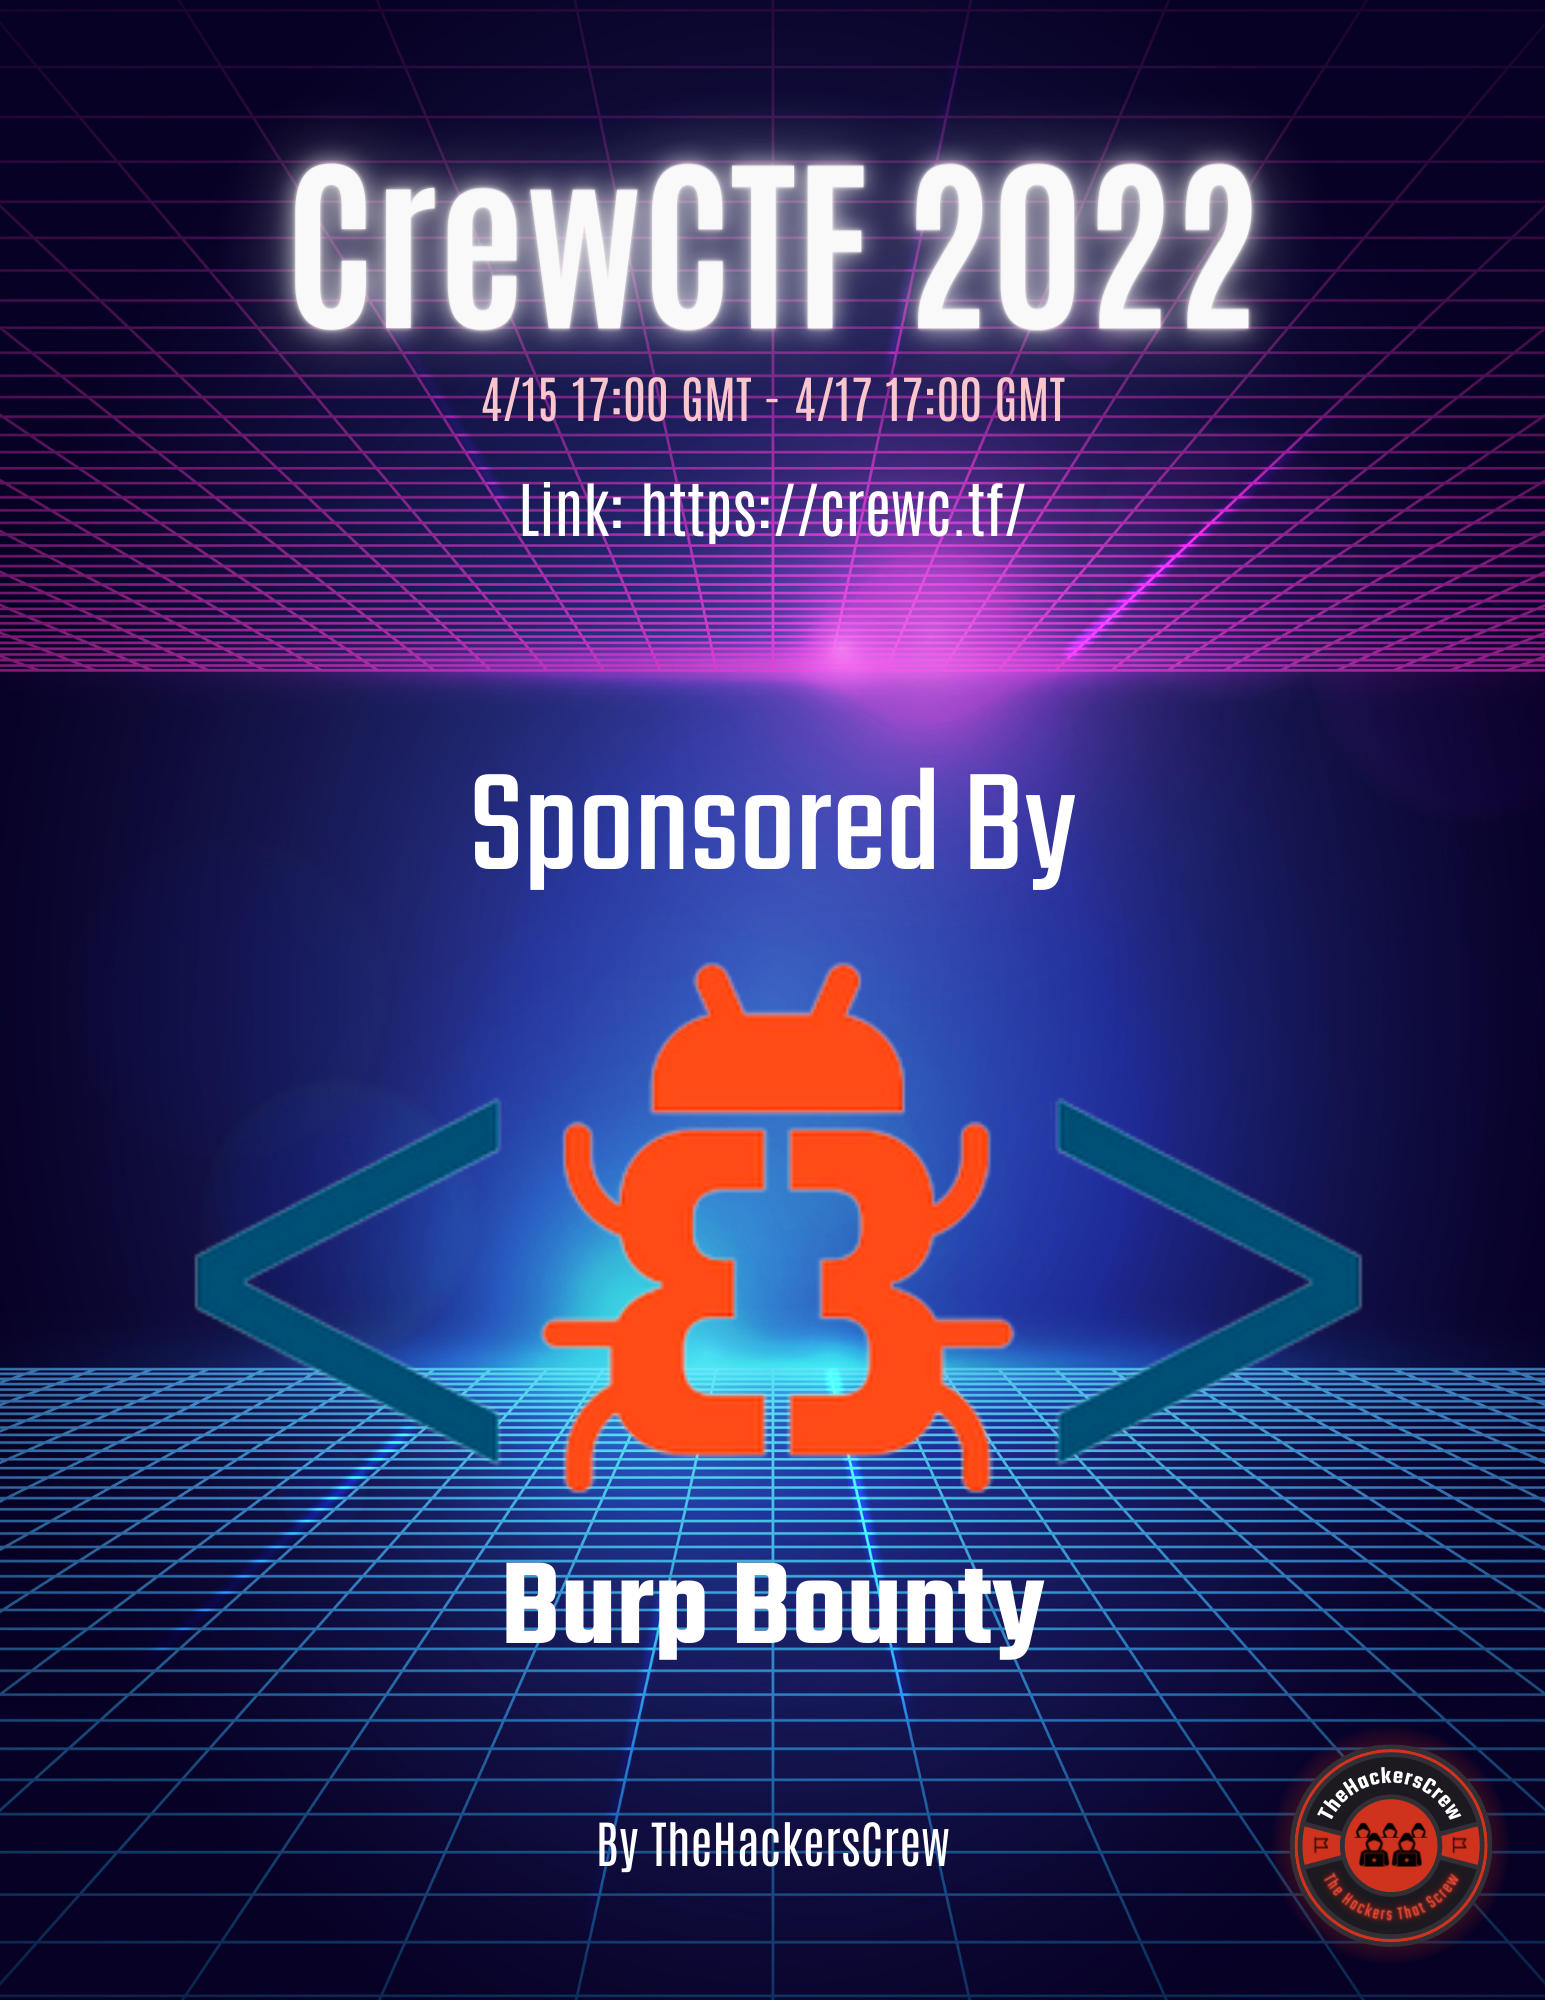 CrewCTF 2022
4/15 17:00 GMT - 4/17 17:00 GMT
Link: https://crewc.tf/
Sponsored By
Burp Bounty
By TheHackersCrew
TheHackersCrew
The Hackers That Screw